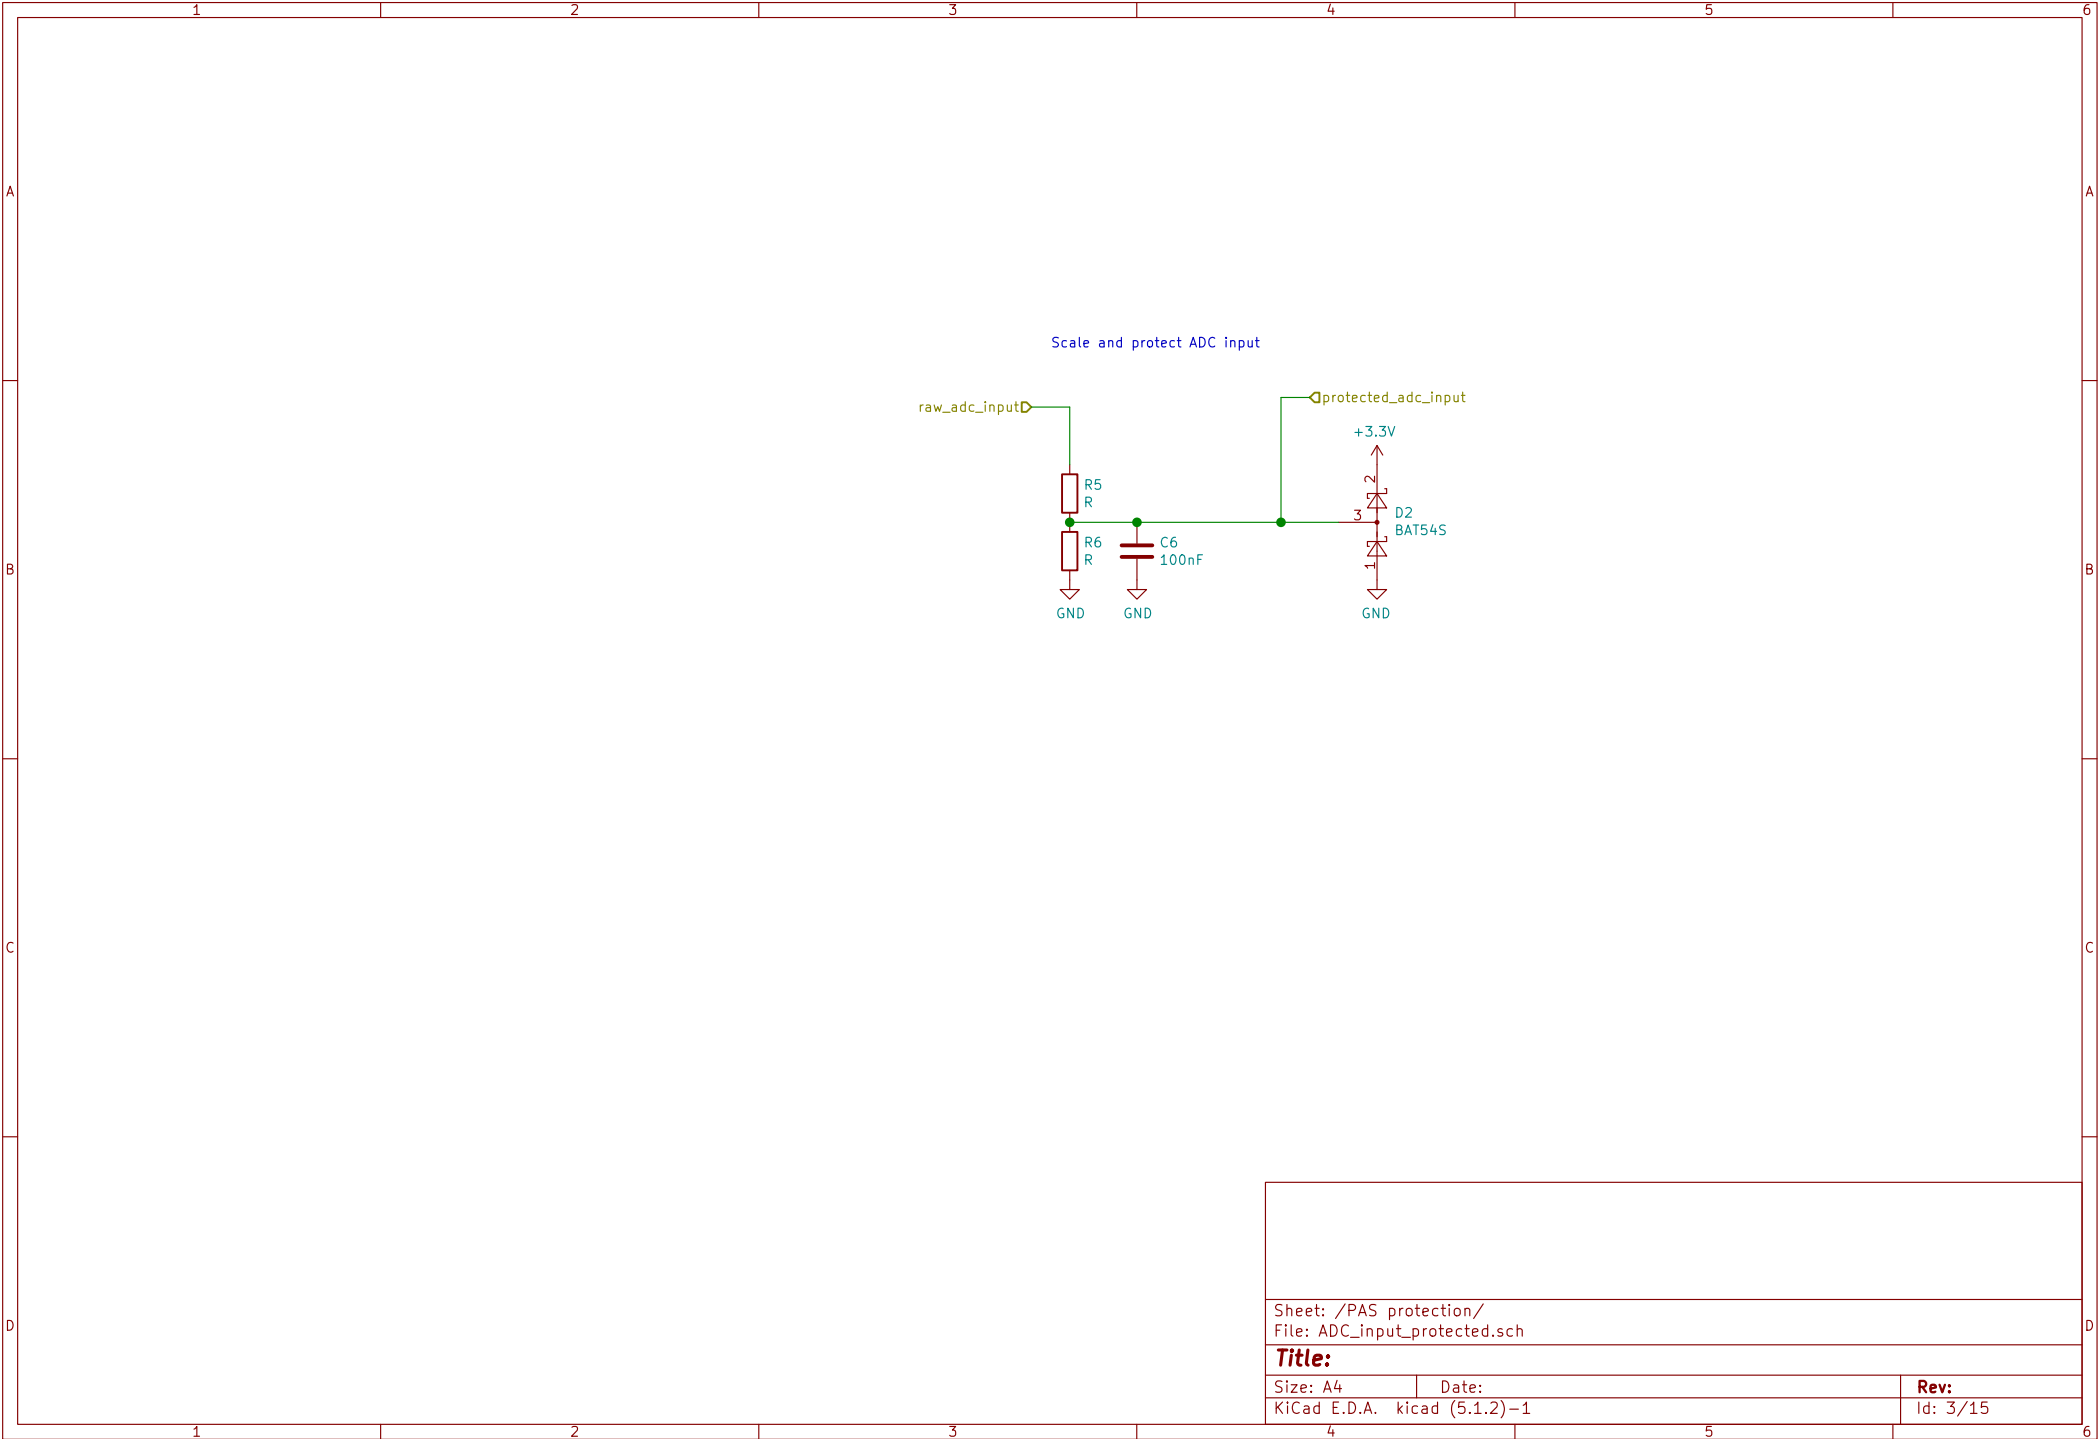 1 2 3 4 5 6
A A
Scale and protect ADC input
raw_adc_input
protected_adc_input
+3.3V
2
R5
R
3
D2
BAT54S
R6
R
C6
100nF
1
GND
GND
GND
B B
C C
Sheet: /PAS protection/
File: ADC_input_protected.sch
D D
Title:
Size: A4
Date:
Rev:
KiCad E.D.A. kicad (5.1.2)-1
Id: 3/15
1 2 3 4 5 6